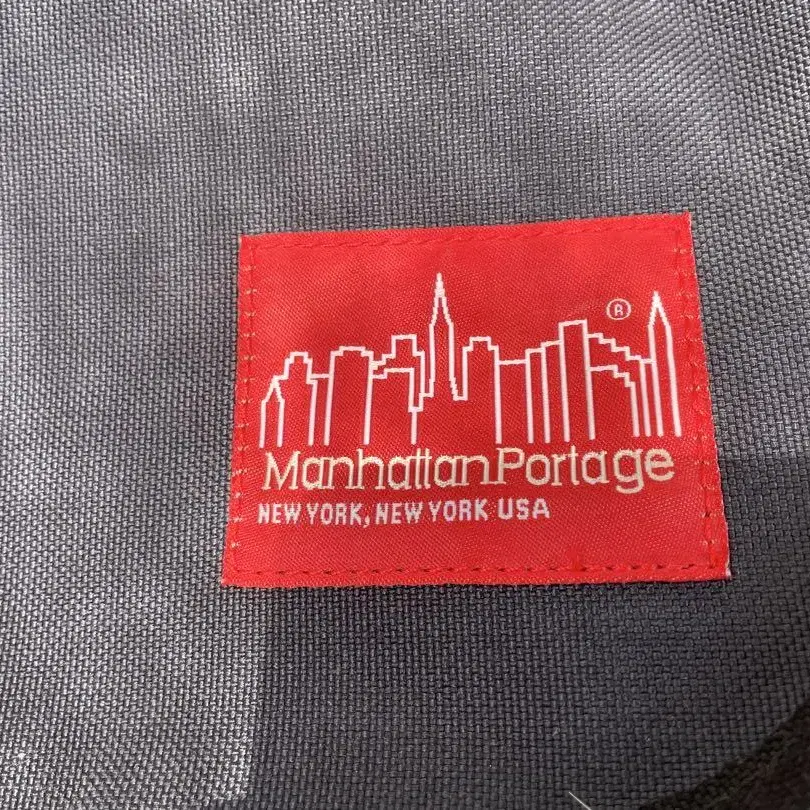 ®
ManhattanPortage
NEW YORK, NEW YORK USA